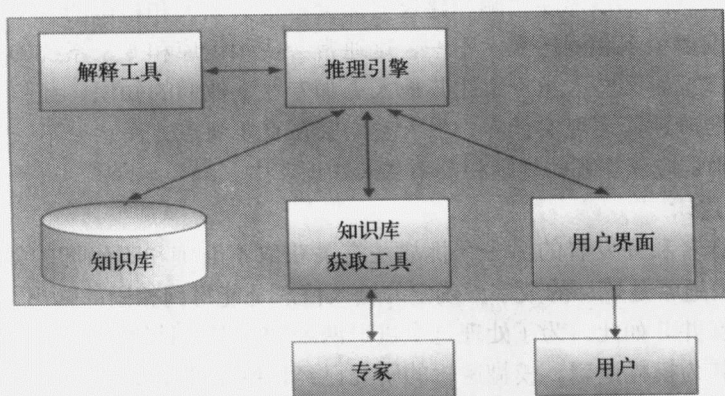 解释工具
推理引擎
知识库
知识库
获取工具
用户界面
专家
用户